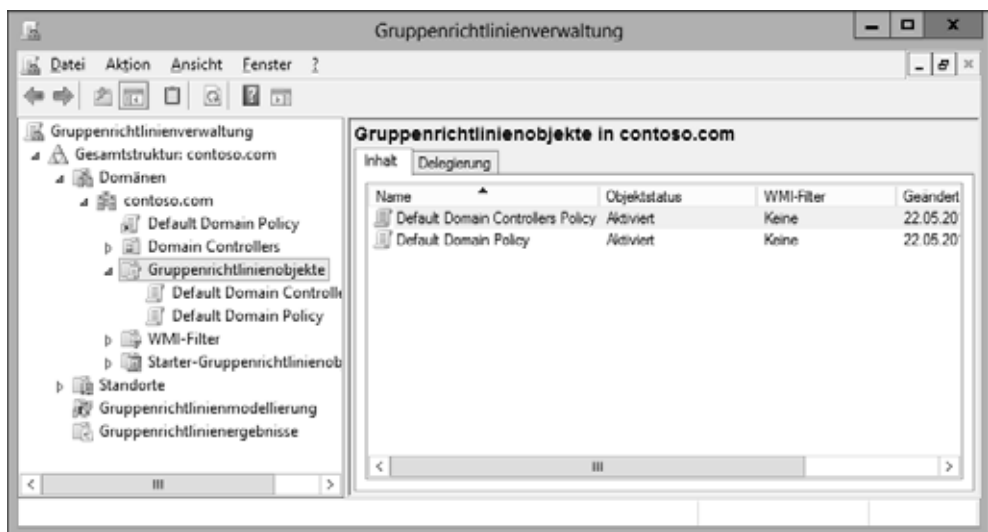 Gruppenrichtlinienverwaltung
Datei Aktion Ansicht Fenster ?
Gruppenrichtlinienverwaltung
Gesamtstruktur: contoso.com
Domänen
contoso.com
Default Domain Policy
Domain Controllers
Gruppenrichtlinienobjekte
Default Domain Controlle
Default Domain Policy
WMI-Filter
Starter-Gruppenrichtlinienob
Standorte
Gruppenrichtlinienmodellierung
Gruppenrichtlinienergebnisse
Gruppenrichtlinienobjekte in contoso.com
Inhalt Delegierung
Name Objektstatus WMI-Filter Geändert
Default Domain Controllers Policy Aktiviert Keine 22.05.20
Default Domain Policy Aktiviert Keine 22.05.20